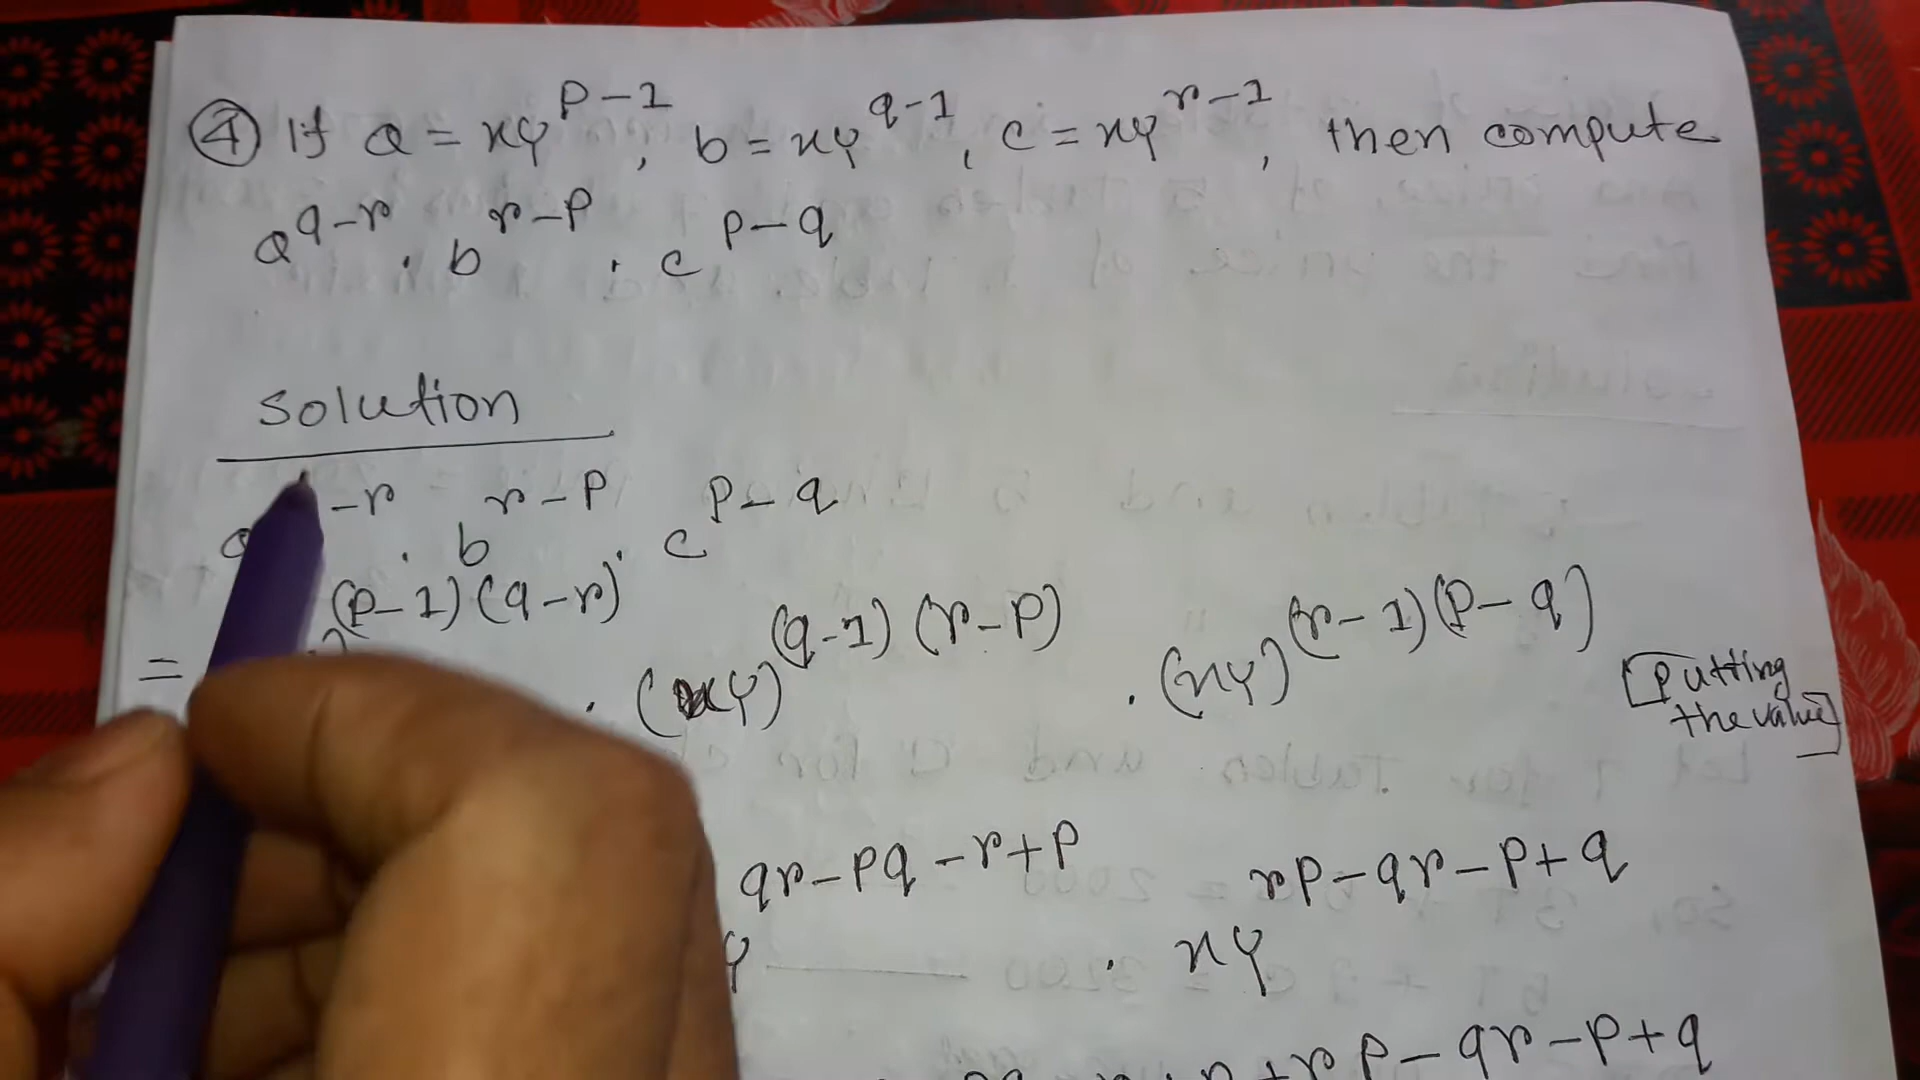 ④ If a = xy^{p-1}, b = xy^{q-1}, c = xy^{r-1}, then compute
a^{q-r} . b^{r-p} . c^{p-q}
Solution
a^{-r} . b^{r-p} . c^{p-q}
= ^{(p-1)(q-r)} . (xy)^{(q-1)(r-p)} . (xy)^{(r-1)(p-q)} [Putting
the value]
y^{qr-pq-r+p} . xy^{rp-qr-p+q}
rp-qr-p+q